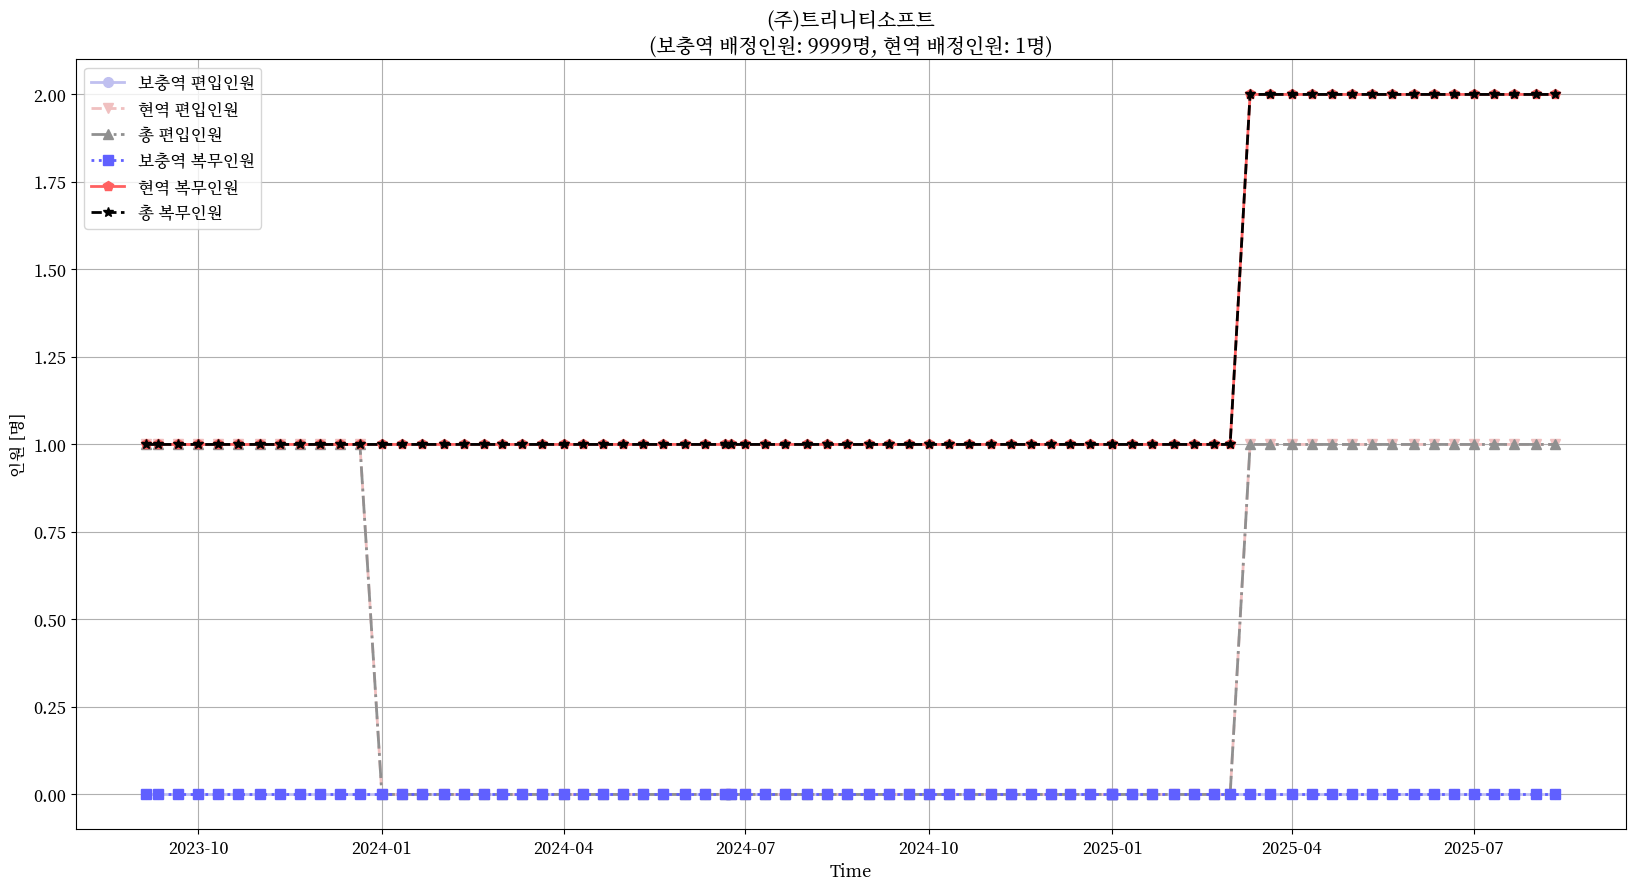 (주)트리니티소프트
(보충역 배정인원: 9999명, 현역 배정인원: 1명)
보충역 편입인원
현역 편입인원
총 편입인원
보충역 복무인원
현역 복무인원
총 복무인원
2.00
1.75
1.50
1.25
1.00
0.75
0.50
0.25
0.00
인원 [명]
2023-10
2024-01
2024-04
2024-07
2024-10
2025-01
2025-04
2025-07
Time